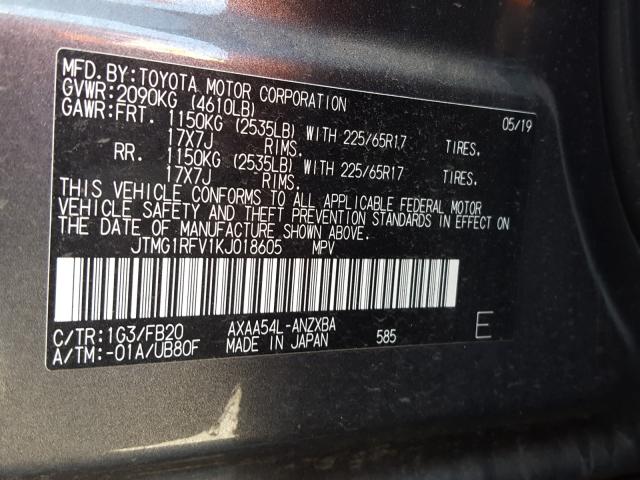 MFD.BY:TOYOTA MOTOR CORPORATION
GVWR:2090KG (4610LB) 05/19
GAWR:FRT. 1150KG (2535LB) WITH 225/65R17 TIRES.
17X7J RIMS.
RR. 1150KG (2535LB) WITH 225/65R17 TIRES.
17X7J RIMS.
THIS VEHICLE CONFORMS TO ALL APPLICABLE FEDERAL MOTOR
VEHICLE SAFETY AND THEFT PREVENTION STANDARDS IN EFFECT ON
THE DATE OF MANUFACTURE SHOWN ABOVE.
JTMG1RFV1KJ018605 MPV
C/TR:1G3/FB20 AXAA54L-ANZXBA 585 E
A/TM:-01A/UB80F MADE IN JAPAN